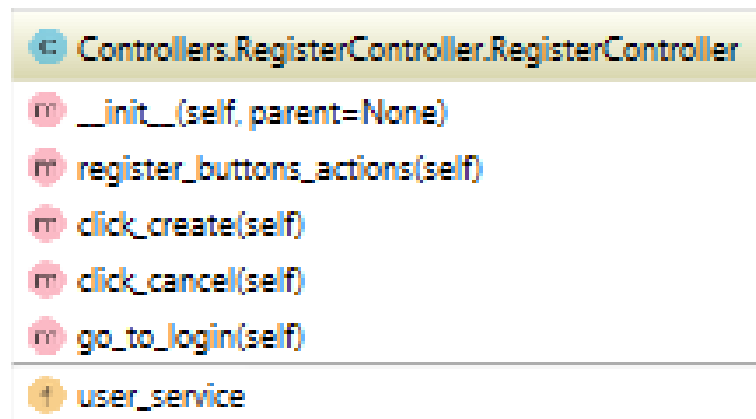 C Controllers.RegisterController.RegisterController
m __init__(self, parent=None)
m register_buttons_actions(self)
m click_create(self)
m click_cancel(self)
m go_to_login(self)
f user_service